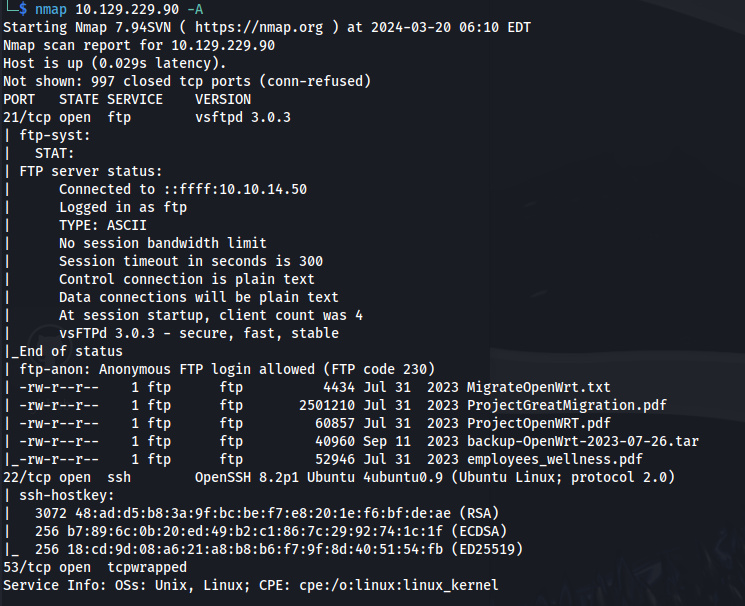 └─$ nmap 10.129.229.90 -A
Starting Nmap 7.94SVN ( https://nmap.org ) at 2024-03-20 06:10 EDT
Nmap scan report for 10.129.229.90
Host is up (0.029s latency).
Not shown: 997 closed tcp ports (conn-refused)
PORT   STATE SERVICE    VERSION
21/tcp open  ftp        vsftpd 3.0.3
| ftp-syst:
|   STAT:
| FTP server status:
|      Connected to ::ffff:10.10.14.50
|      Logged in as ftp
|      TYPE: ASCII
|      No session bandwidth limit
|      Session timeout in seconds is 300
|      Control connection is plain text
|      Data connections will be plain text
|      At session startup, client count was 4
|      vsFTPd 3.0.3 - secure, fast, stable
|_End of status
| ftp-anon: Anonymous FTP login allowed (FTP code 230)
| -rw-r--r--    1 ftp      ftp          4434 Jul 31  2023 MigrateOpenWrt.txt
| -rw-r--r--    1 ftp      ftp       2501210 Jul 31  2023 ProjectGreatMigration.pdf
| -rw-r--r--    1 ftp      ftp         60857 Jul 31  2023 ProjectOpenWRT.pdf
| -rw-r--r--    1 ftp      ftp         40960 Sep 11  2023 backup-OpenWrt-2023-07-26.tar
|_-rw-r--r--    1 ftp      ftp         52946 Jul 31  2023 employees_wellness.pdf
22/tcp open  ssh        OpenSSH 8.2p1 Ubuntu 4ubuntu0.9 (Ubuntu Linux; protocol 2.0)
| ssh-hostkey:
|   3072 48:ad:d5:b8:3a:9f:bc:be:f7:e8:20:1e:f6:bf:de:ae (RSA)
|   256 b7:89:6c:0b:20:ed:49:b2:c1:86:7c:29:92:74:1c:1f (ECDSA)
|_  256 18:cd:9d:08:a6:21:a8:b8:b6:f7:9f:8d:40:51:54:fb (ED25519)
53/tcp open  tcpwrapped
Service Info: OSs: Unix, Linux; CPE: cpe:/o:linux:linux_kernel